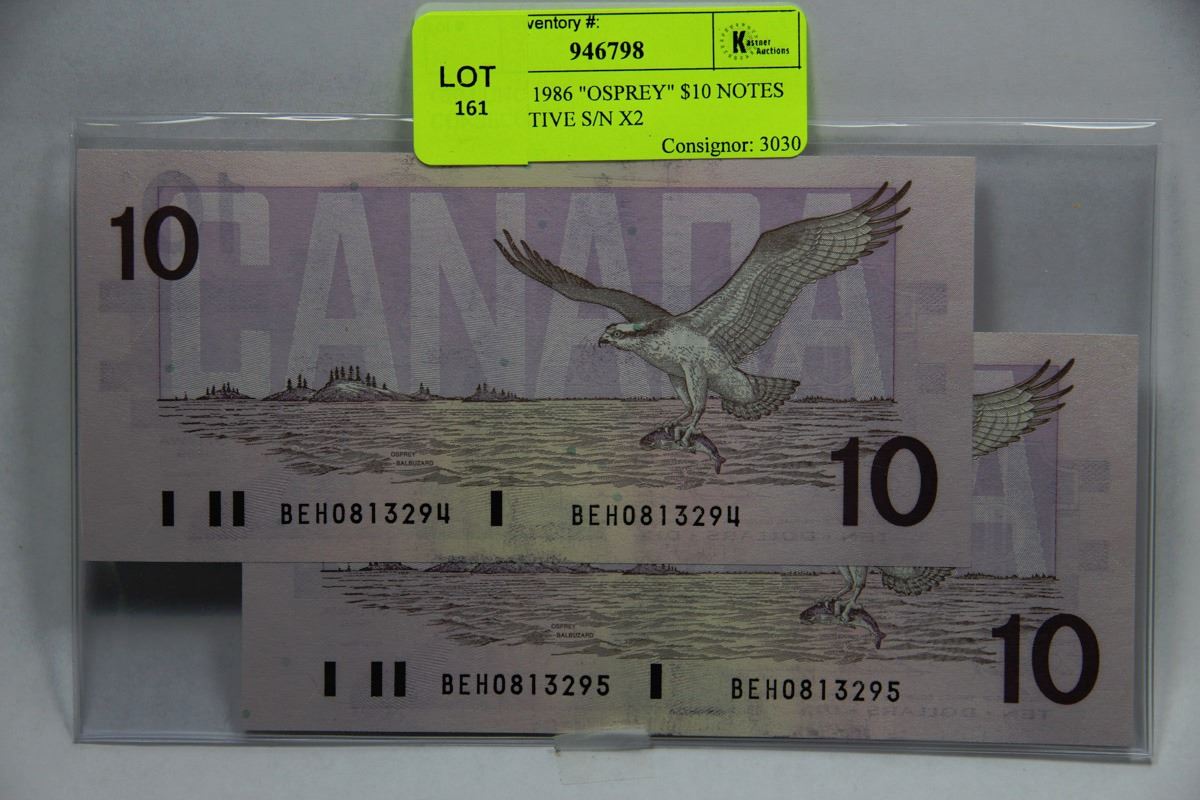 ventory #:
946798
Kastner
Auctions
LOT
161
1986 "OSPREY" $10 NOTES
TIVE S/N X2
Consignor: 3030
10
CANADA
OSPREY
BALBUZARD
10
BEH0813294
BEH0813294
OSPREY
BALBUZARD
10
BEH0813295
BEH0813295